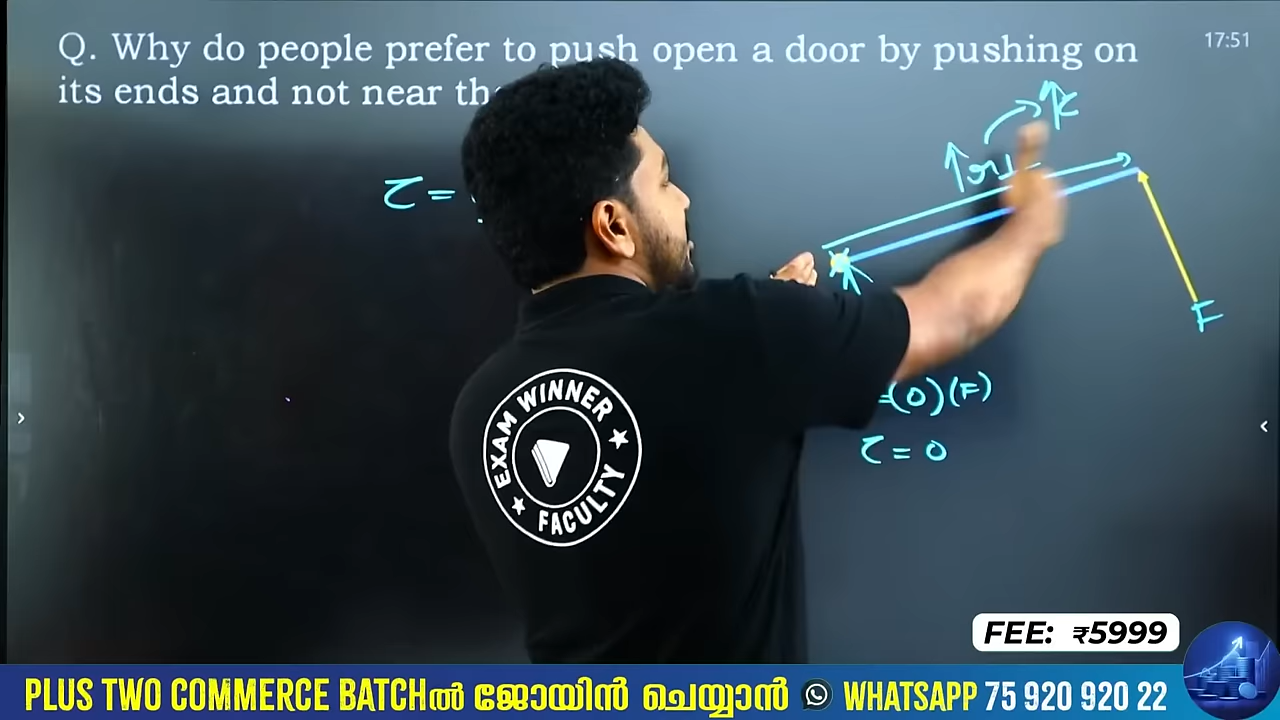 Q. Why do people prefer to push open a door by pushing on
17:51
its ends and not near th
τ =
↑r⊥
↑τ
F
=(0)(F)
τ = 0
EXAM WINNER
FACULTY
FEE: ₹5999
PLUS TWO COMMERCE BATCHൽ ജോയിൻ ചെയ്യാൻ WHATSAPP 75 920 920 22